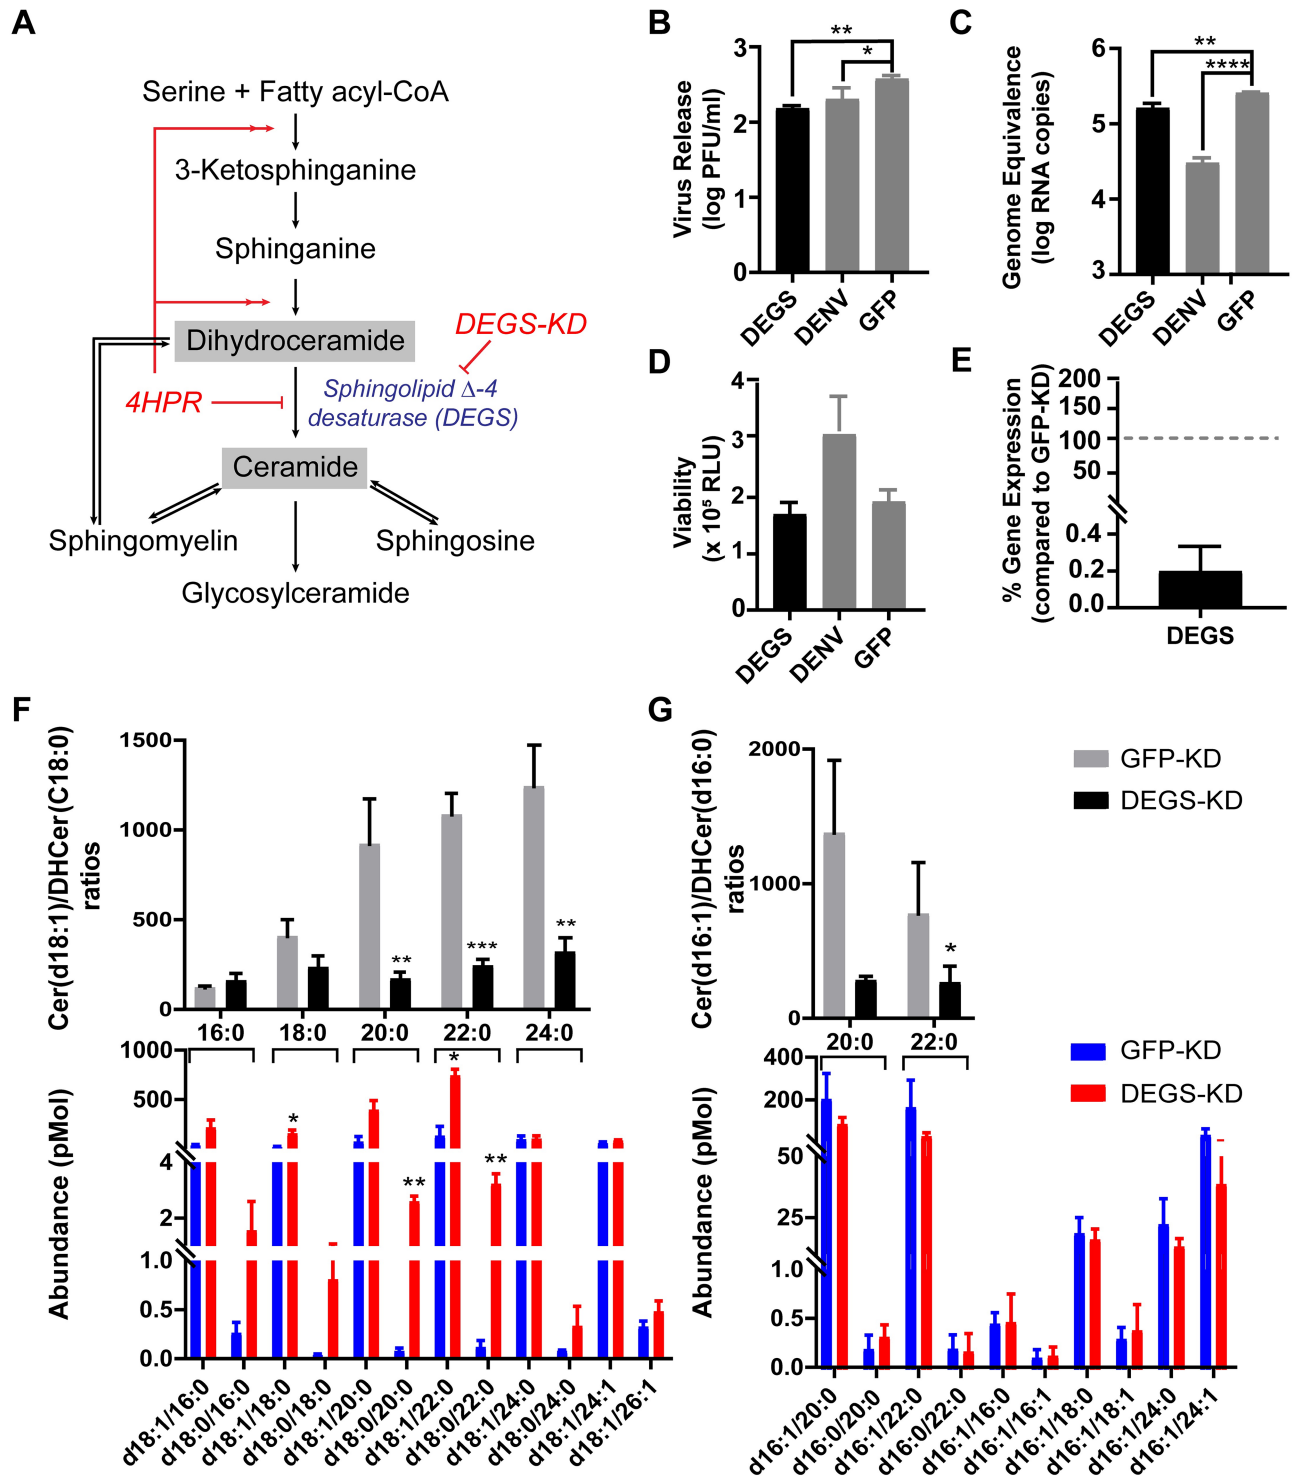 A
Serine + Fatty acyl-CoA
3-Ketosphinganine
Sphinganine
Dihydroceramide
DEGS-KD
4HPR
Sphingolipid Δ-4
desaturase (DEGS)
Ceramide
Sphingomyelin
Sphingosine
Glycosylceramide
B
Virus Release
(log PFU/ml)
3
2
1
0
**
*
DEGS
DENV
GFP
C
Genome Equivalence
(log RNA copies)
6
5
4
3
**
****
DEGS
DENV
GFP
D
Viability
(x 10⁵ RLU)
4
3
2
1
0
DEGS
DENV
GFP
E
% Gene Expression
(compared to GFP-KD)
200
150
100
50
0.4
0.2
0.0
DEGS
F
Cer(d18:1)/DHCer(C18:0)
ratios
1500
1000
500
0
**
***
**
16:0
18:0
20:0
22:0
24:0
Abundance (pMol)
1000
500
4
2
1.0
0.5
0.0
*
**
*
**
d18:1/16:0
d18:0/16:0
d18:1/18:0
d18:0/18:0
d18:1/20:0
d18:0/20:0
d18:1/22:0
d18:0/22:0
d18:1/24:0
d18:0/24:0
d18:1/24:1
d18:1/26:1
G
Cer(d16:1)/DHCer(d16:0)
ratios
2000
1000
0
*
20:0
22:0
GFP-KD
DEGS-KD
Abundance (pMol)
400
200
50
25
1.0
0.5
0.0
GFP-KD
DEGS-KD
d16:1/20:0
d16:0/20:0
d16:1/22:0
d16:0/22:0
d16:1/16:0
d16:1/16:1
d16:1/18:0
d16:1/18:1
d16:1/24:0
d16:1/24:1